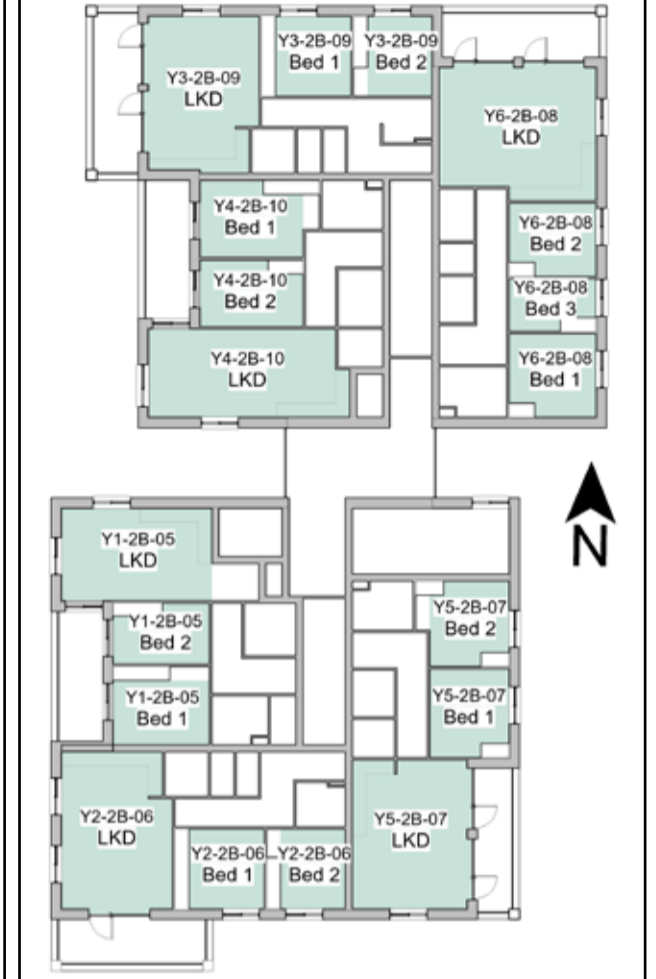 Y3-2B-09
LKD
Y3-2B-09
Bed 1
Y3-2B-09
Bed 2
Y6-2B-08
LKD
Y4-2B-10
Bed 1
Y6-2B-08
Bed 2
Y4-2B-10
Bed 2
Y6-2B-08
Bed 3
Y4-2B-10
LKD
Y6-2B-08
Bed 1
N
Y1-2B-05
LKD
Y1-2B-05
Bed 2
Y5-2B-07
Bed 2
Y1-2B-05
Bed 1
Y5-2B-07
Bed 1
Y2-2B-06
LKD
Y5-2B-07
LKD
Y2-2B-06
Bed 1
Y2-2B-06
Bed 2